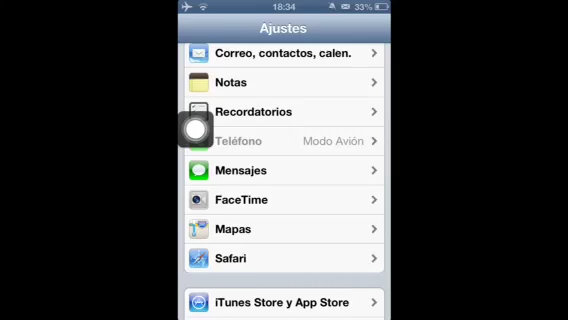 18:34
33%
Ajustes
Correo, contactos, calen.
Notas
Recordatorios
Teléfono Modo Avión
Mensajes
FaceTime
Mapas
Safari
iTunes Store y App Store